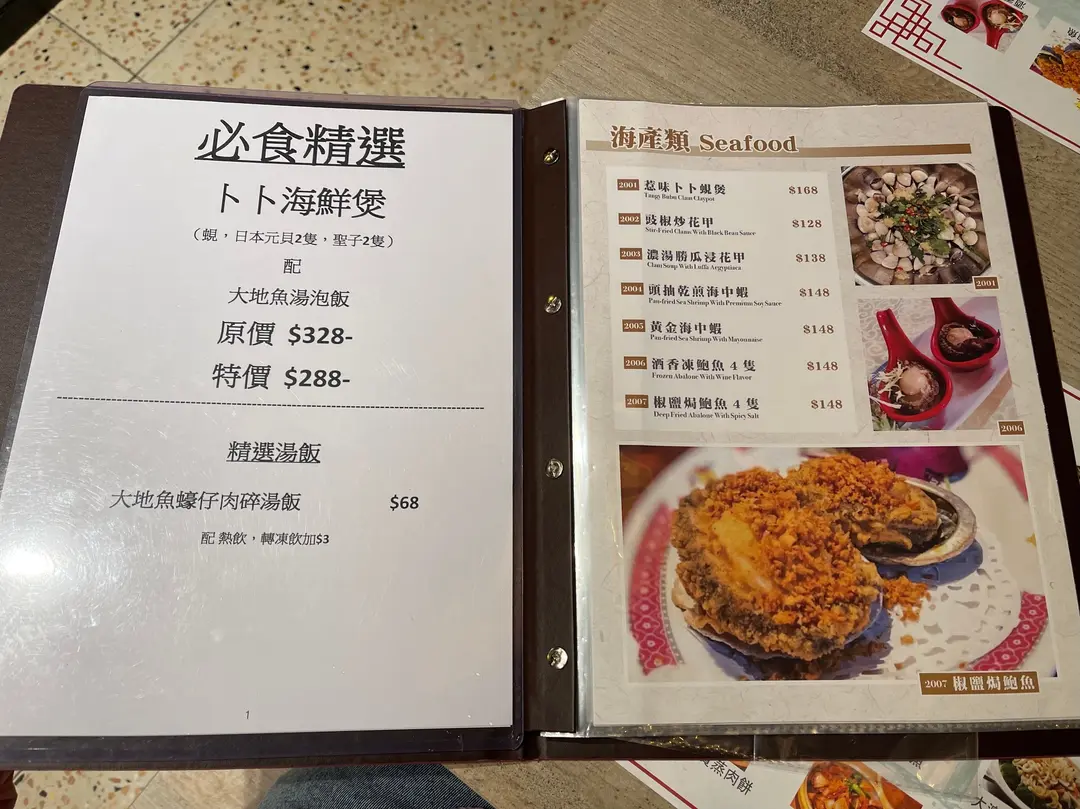 必食精選
卜卜海鮮煲
（蜆，日本元貝2隻，聖子2隻）
配
大地魚湯泡飯
原價 $328-
特價 $288-
精選湯飯
大地魚蠔仔肉碎湯飯 $68
配 熱飲，轉凍飲加$3
1
海產類 Seafood
2001 惹味卜卜蜆煲 $168
Tangy Bubu Clam Claypot
2002 豉椒炒花甲 $128
Stir-Fried Clams With Black Bean Sauce
2003 濃湯勝瓜浸花甲 $138
Clam Soup With Luffa Aegyptiaca
2004 頭抽乾煎海中蝦 $148
Pan-fried Sea Shrimp With Premium Soy Sauce
2005 黃金海中蝦 $148
Pan-fried Sea Shrimp With Mayonnaise
2006 酒香凍鮑魚 4 隻 $148
Frozen Abalone With Wine Flavor
2007 椒鹽焗鮑魚 4 隻 $148
Deep Fried Abalone With Spicy Salt
2001
2006
2007 椒鹽焗鮑魚
蒸肉餅